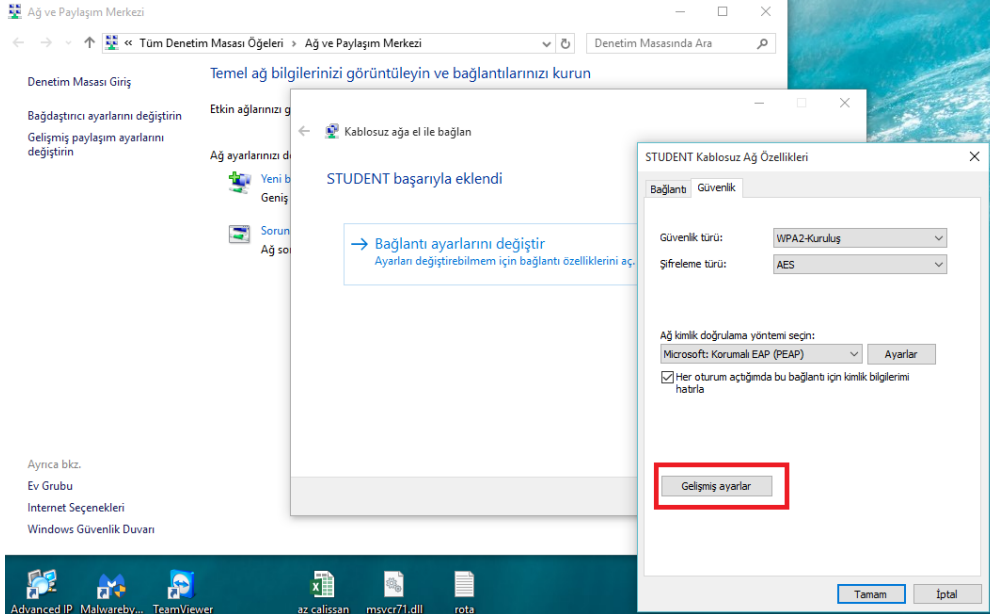 Ağ ve Paylaşım Merkezi
« Tüm Denetim Masası Öğeleri › Ağ ve Paylaşım Merkezi
Denetim Masasında Ara
Denetim Masası Giriş
Bağdaştırıcı ayarlarını değiştirin
Gelişmiş paylaşım ayarlarını
değiştirin
Temel ağ bilgilerinizi görüntüleyin ve bağlantılarınızı kurun
Etkin ağlarınızı g
Ağ ayarlarınızı d
Yeni b
Geniş
Sorun
Ağ so
Ayrıca bkz.
Ev Grubu
Internet Seçenekleri
Windows Güvenlik Duvarı
Kablosuz ağa el ile bağlan
STUDENT başarıyla eklendi
Bağlantı ayarlarını değiştir
Ayarları değiştirebilmem için bağlantı özelliklerini aç.
STUDENT Kablosuz Ağ Özellikleri
Bağlantı Güvenlik
Güvenlik türü: WPA2-Kuruluş
Şifreleme türü: AES
Ağ kimlik doğrulama yöntemi seçin:
Microsoft: Korumalı EAP (PEAP) Ayarlar
Her oturum açtığımda bu bağlantı için kimlik bilgilerimi
hatırla
Gelişmiş ayarlar
Tamam İptal
Advanced IP Malwareby... TeamViewer az calissan msvcr71.dll rota